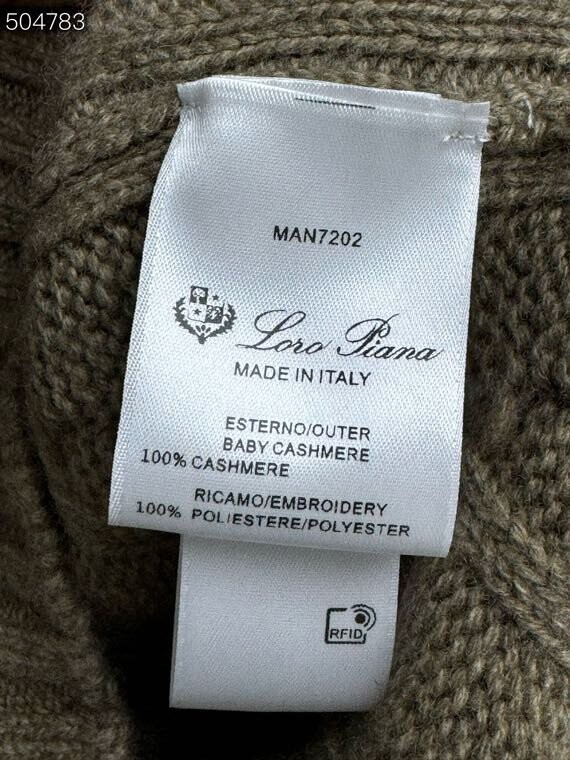 504783
MAN7202
Loro Piana
MADE IN ITALY
ESTERNO/OUTER
BABY CASHMERE
100% CASHMERE
RICAMO/EMBROIDERY
100% POLIESTERE/POLYESTER
RFID